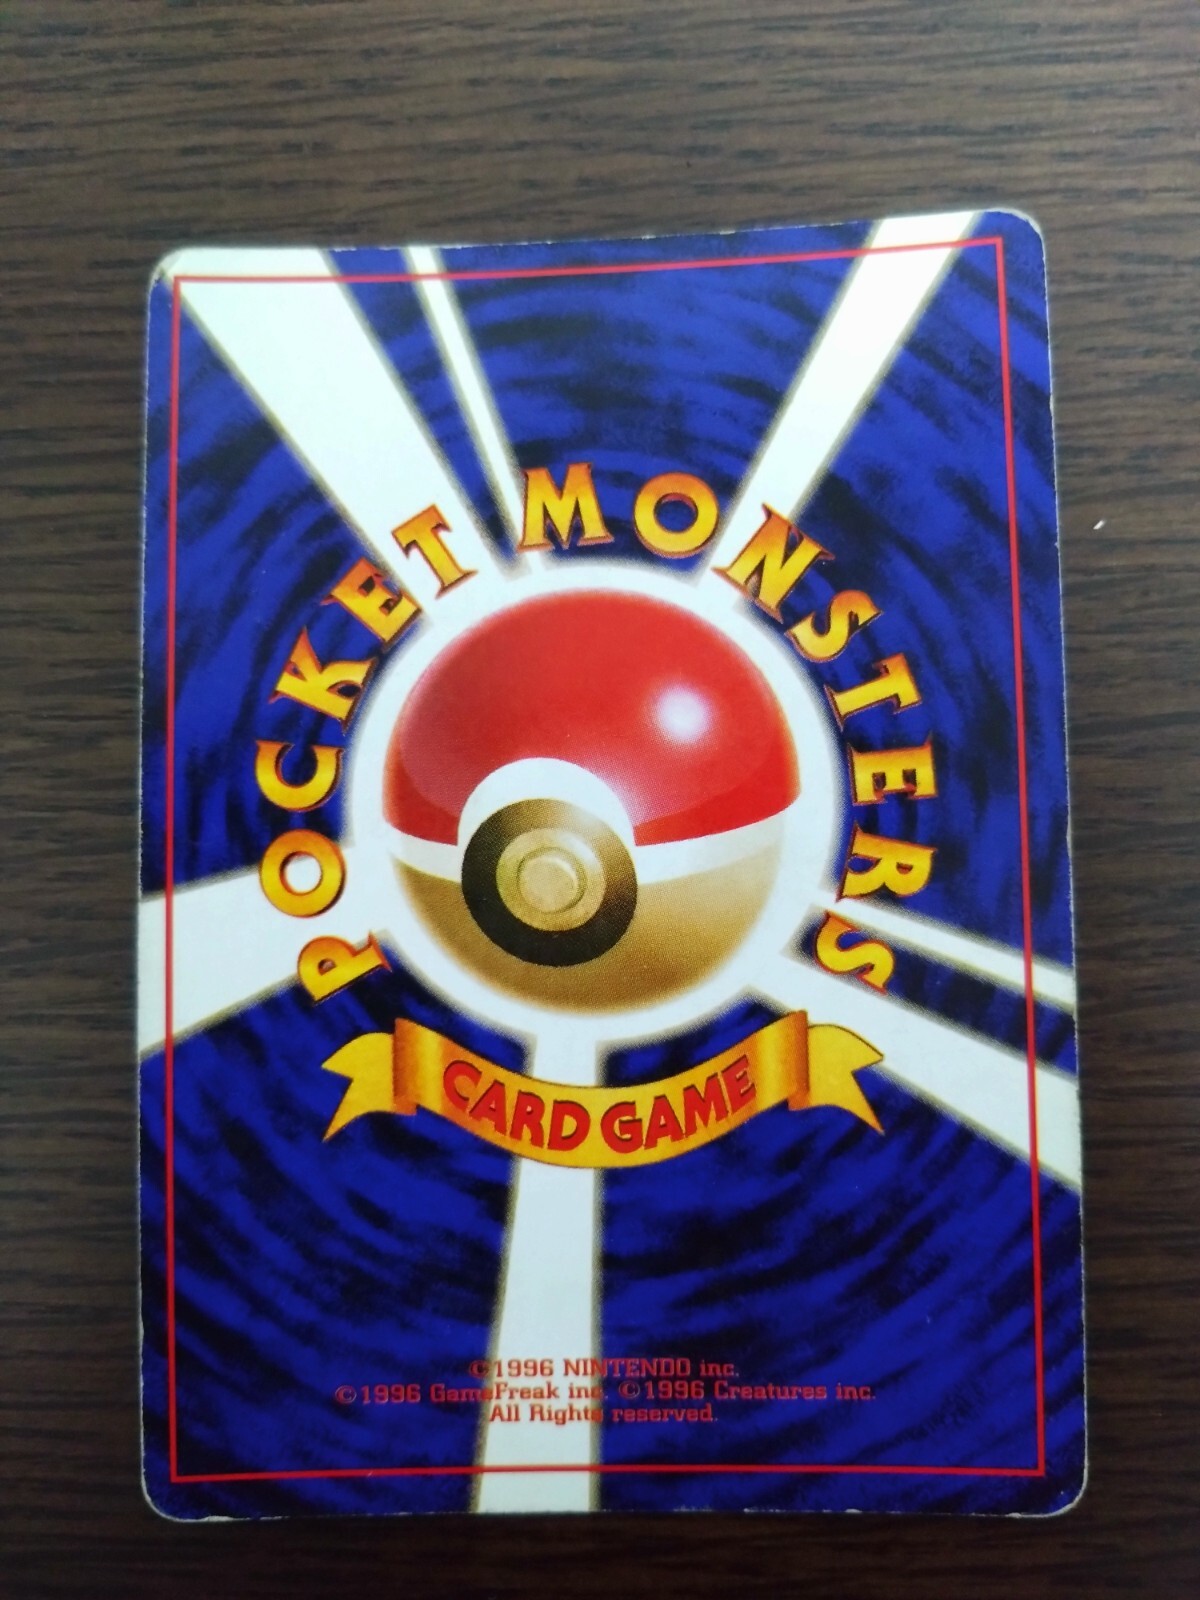 POCKET MONSTERS
CARD GAME
©1996 NINTENDO inc.
©1996 GameFreak inc. ©1996 Creatures inc.
All Rights reserved.